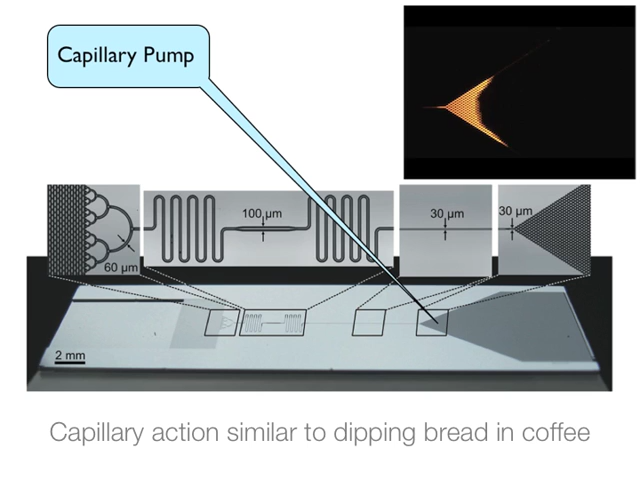 Capillary Pump
100 µm
30 µm
30 µm
60 µm
2 mm
Capillary action similar to dipping bread in coffee